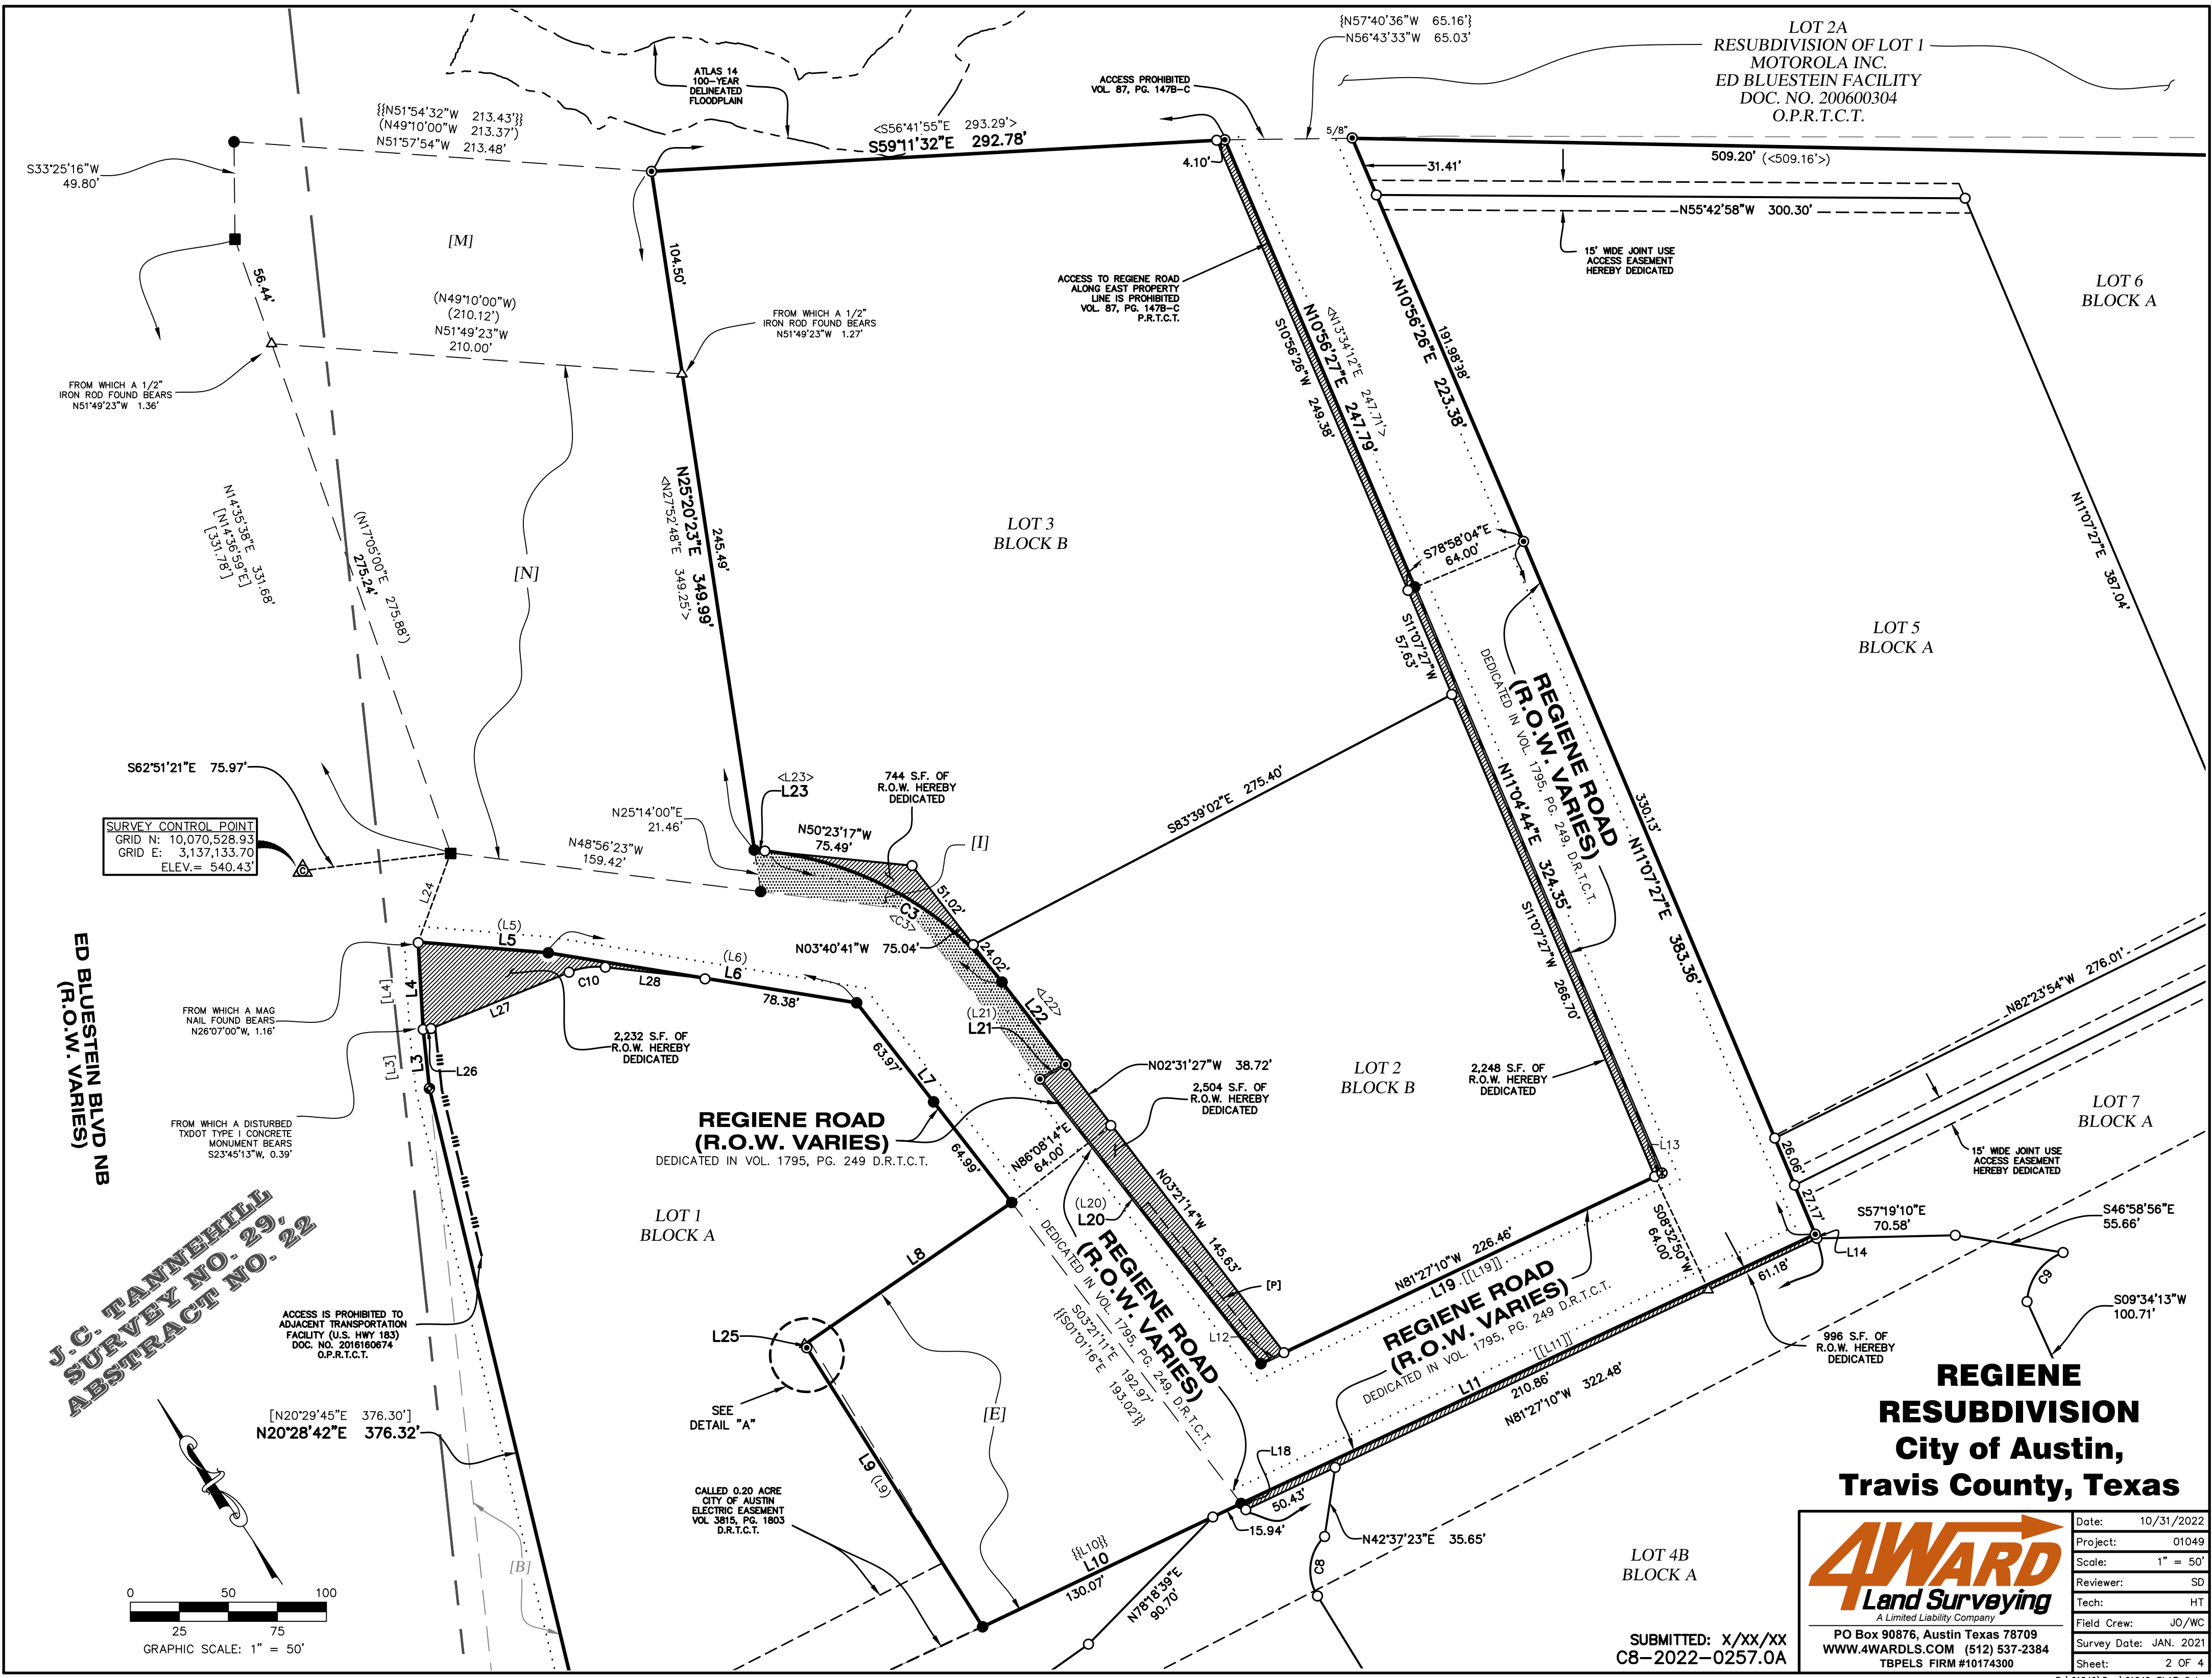 {N57°40'36"W 65.16'}
N56°43'33"W 65.03'
LOT 2A
RESUBDIVISION OF LOT 1
MOTOROLA INC.
ED BLUESTEIN FACILITY
DOC. NO. 200600304
O.P.R.T.C.T.
ATLAS 14
100-YEAR
DELINEATED
FLOODPLAIN
ACCESS PROHIBITED
VOL. 87, PG. 147B-C
{{N51°54'32"W 213.43'}}
(N49°10'00"W 213.37')
N51°57'54"W 213.48'
<S56°41'55"E 293.29'>
S59°11'32"E 292.78'
5/8"
4.10'
31.41'
509.20' (<509.16'>)
S33°25'16"W
49.80'
N55°42'58"W 300.30'
[M]
15' WIDE JOINT USE
ACCESS EASEMENT
HEREBY DEDICATED
56.44'
104.50'
ACCESS TO REGIENE ROAD
ALONG EAST PROPERTY
LINE IS PROHIBITED
VOL. 87, PG. 147B-C
P.R.T.C.T.
LOT 6
BLOCK A
(N49°10'00"W)
(210.12')
N51°49'23"W
210.00'
FROM WHICH A 1/2"
IRON ROD FOUND BEARS
N51°49'23"W 1.27'
FROM WHICH A 1/2"
IRON ROD FOUND BEARS
N51°49'23"W 1.36'
<N13°34'12"E 247.71'>
N10°56'27"E 247.79'
S10°56'26"W 249.38'
N10°56'26"E 223.38'
N14°35'38"E 331.68'
[N14°36'59"E]
[331.78']
(N17°05'00"E 275.88')
275.24'
[N]
N25°20'23"E 349.99'
<N27°52'48"E 349.25'>
245.49'
LOT 3
BLOCK B
S78°58'04"E
64.00'
N11°07'27"E 387.04'
S11°07'27"W
57.63'
LOT 5
BLOCK A
REGIENE ROAD
(R.O.W. VARIES)
DEDICATED IN VOL. 1795, PG. 249, D.R.T.C.T.
S62°51'21"E 75.97'
SURVEY CONTROL POINT
GRID N: 10,070,528.93
GRID E: 3,137,133.70
ELEV.= 540.43'
C
<L23>
L23
744 S.F. OF
R.O.W. HEREBY
DEDICATED
N25°14'00"E
21.46'
N50°23'17"W
75.49'
[I]
N48°56'23"W
159.42'
51.02'
S83°39'02"E 275.40'
N11°04'44"E 324.35'
330.13'
N11°07'27"E 383.36'
S11°07'27"W 266.70'
L24
(L5)
L5
(L6)
L6
C3
<C3>
N03°40'41"W 75.04'
24.02'
[L4]
L4
L27
C10
L28
78.38'
<L22>
L22
(L21)
L21
ED BLUESTEIN BLVD NB
(R.O.W. VARIES)
FROM WHICH A MAG
NAIL FOUND BEARS
N26°07'00"W, 1.16'
2,232 S.F. OF
R.O.W. HEREBY
DEDICATED
63.97'
L7
64.99'
N82°23'54"W 276.01'
[L3]
L3
L26
N02°31'27"W 38.72'
2,504 S.F. OF
R.O.W. HEREBY
DEDICATED
LOT 2
BLOCK B
2,248 S.F. OF
R.O.W. HEREBY
DEDICATED
LOT 7
BLOCK A
FROM WHICH A DISTURBED
TXDOT TYPE I CONCRETE
MONUMENT BEARS
S23°45'13"W, 0.39'
REGIENE ROAD
(R.O.W. VARIES)
DEDICATED IN VOL. 1795, PG. 249 D.R.T.C.T.
N86°08'14"E
64.00'
L13
26.06'
15' WIDE JOINT USE
ACCESS EASEMENT
HEREBY DEDICATED
27.17'
LOT 1
BLOCK A
(L20)
L20
N03°21'14"W 145.63'
S08°32'50"W
64.00'
S57°19'10"E
70.58'
S46°58'56"E
55.66'
L14
61.18'
J.C. TANNEHILL
SURVEY NO. 29,
ABSTRACT NO. 22
L8
REGIENE ROAD
(R.O.W. VARIES)
DEDICATED IN VOL. 1795, PG. 249, D.R.T.C.T.
S03°21'11"E 192.97'
{{S01°01'16"E 193.02'}}
[P]
N81°27'10"W 226.46'
L19 [[L19]]
REGIENE ROAD
(R.O.W. VARIES)
DEDICATED IN VOL. 1795, PG. 249 D.R.T.C.T.
C9
S09°34'13"W
100.71'
ACCESS IS PROHIBITED TO
ADJACENT TRANSPORTATION
FACILITY (U.S. HWY 183)
DOC. NO. 2016160674
O.P.R.T.C.T.
L25
L12
996 S.F. OF
R.O.W. HEREBY
DEDICATED
[[L11]]
L11
210.86'
N81°27'10"W 322.48'
SEE
DETAIL "A"
[E]
[N20°29'45"E 376.30']
N20°28'42"E 376.32'
L9 (L9)
L18
50.43'
15.94'
CALLED 0.20 ACRE
CITY OF AUSTIN
ELECTRIC EASEMENT
VOL 3815, PG. 1803
D.R.T.C.T.
N42°37'23"E 35.65'
{{L10}}
L10
130.07'
N78°18'39"E
90.70'
C8
LOT 4B
BLOCK A
[B]
0 50 100
25 75
GRAPHIC SCALE: 1" = 50'
REGIENE
RESUBDIVISION
City of Austin,
Travis County, Texas
4WARD
Land Surveying
A Limited Liability Company
PO Box 90876, Austin Texas 78709
WWW.4WARDLS.COM (512) 537-2384
TBPELS FIRM #10174300
Date: 10/31/2022
Project: 01049
Scale: 1" = 50'
Reviewer: SD
Tech: HT
Field Crew: JO/WC
Survey Date: JAN. 2021
Sheet: 2 OF 4
SUBMITTED: X/XX/XX
C8-2022-0257.0A